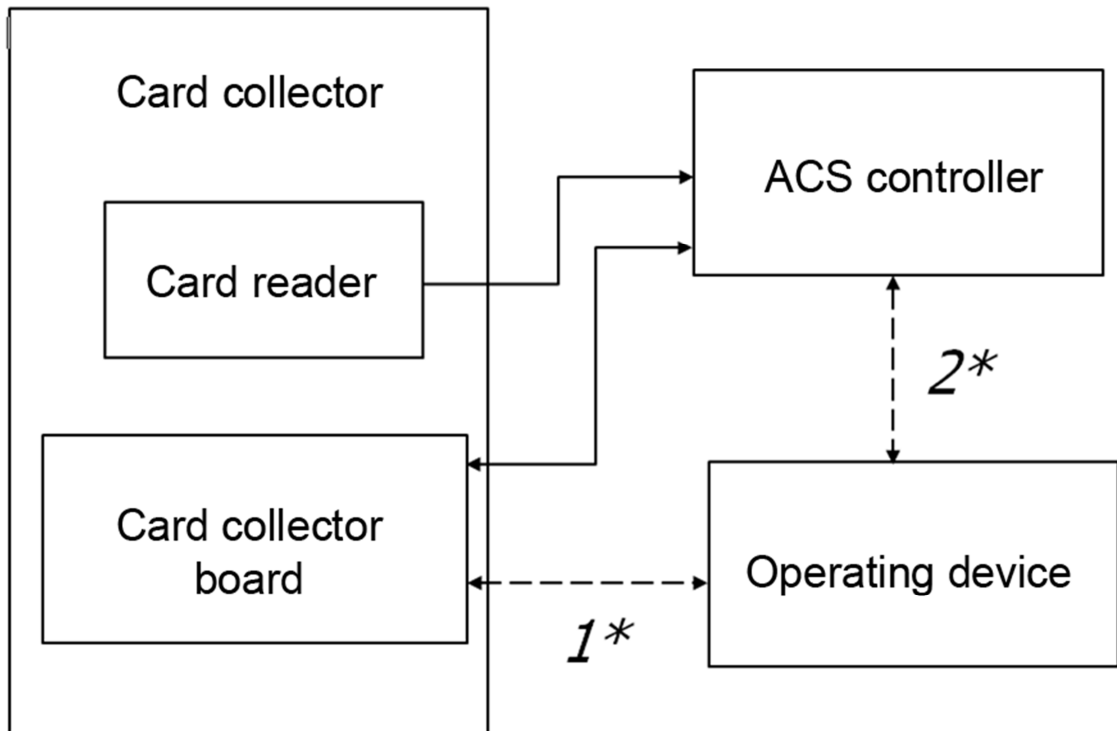 Card collector
ACS controller
Card reader
2*
Card collector
board
Operating device
1*